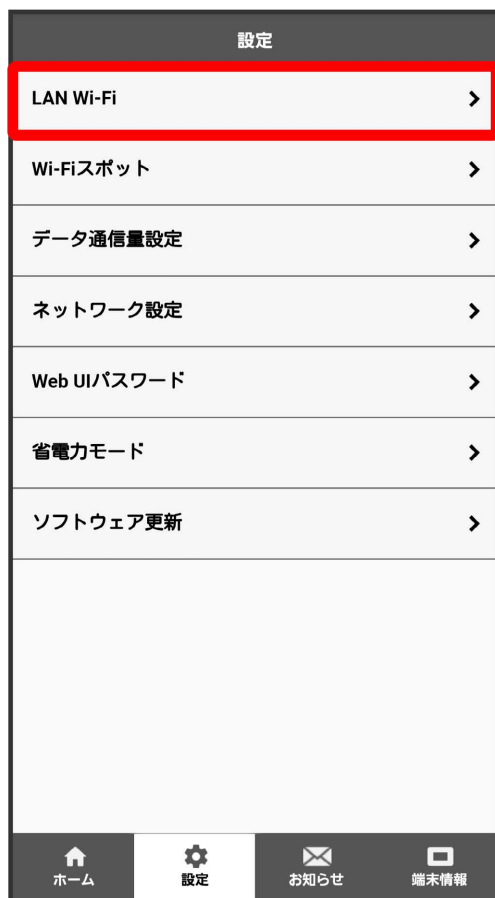 設定
LAN Wi-Fi
Wi-Fiスポット
データ通信量設定
ネットワーク設定
Web UIパスワード
省電力モード
ソフトウェア更新
ホーム
設定
お知らせ
端末情報